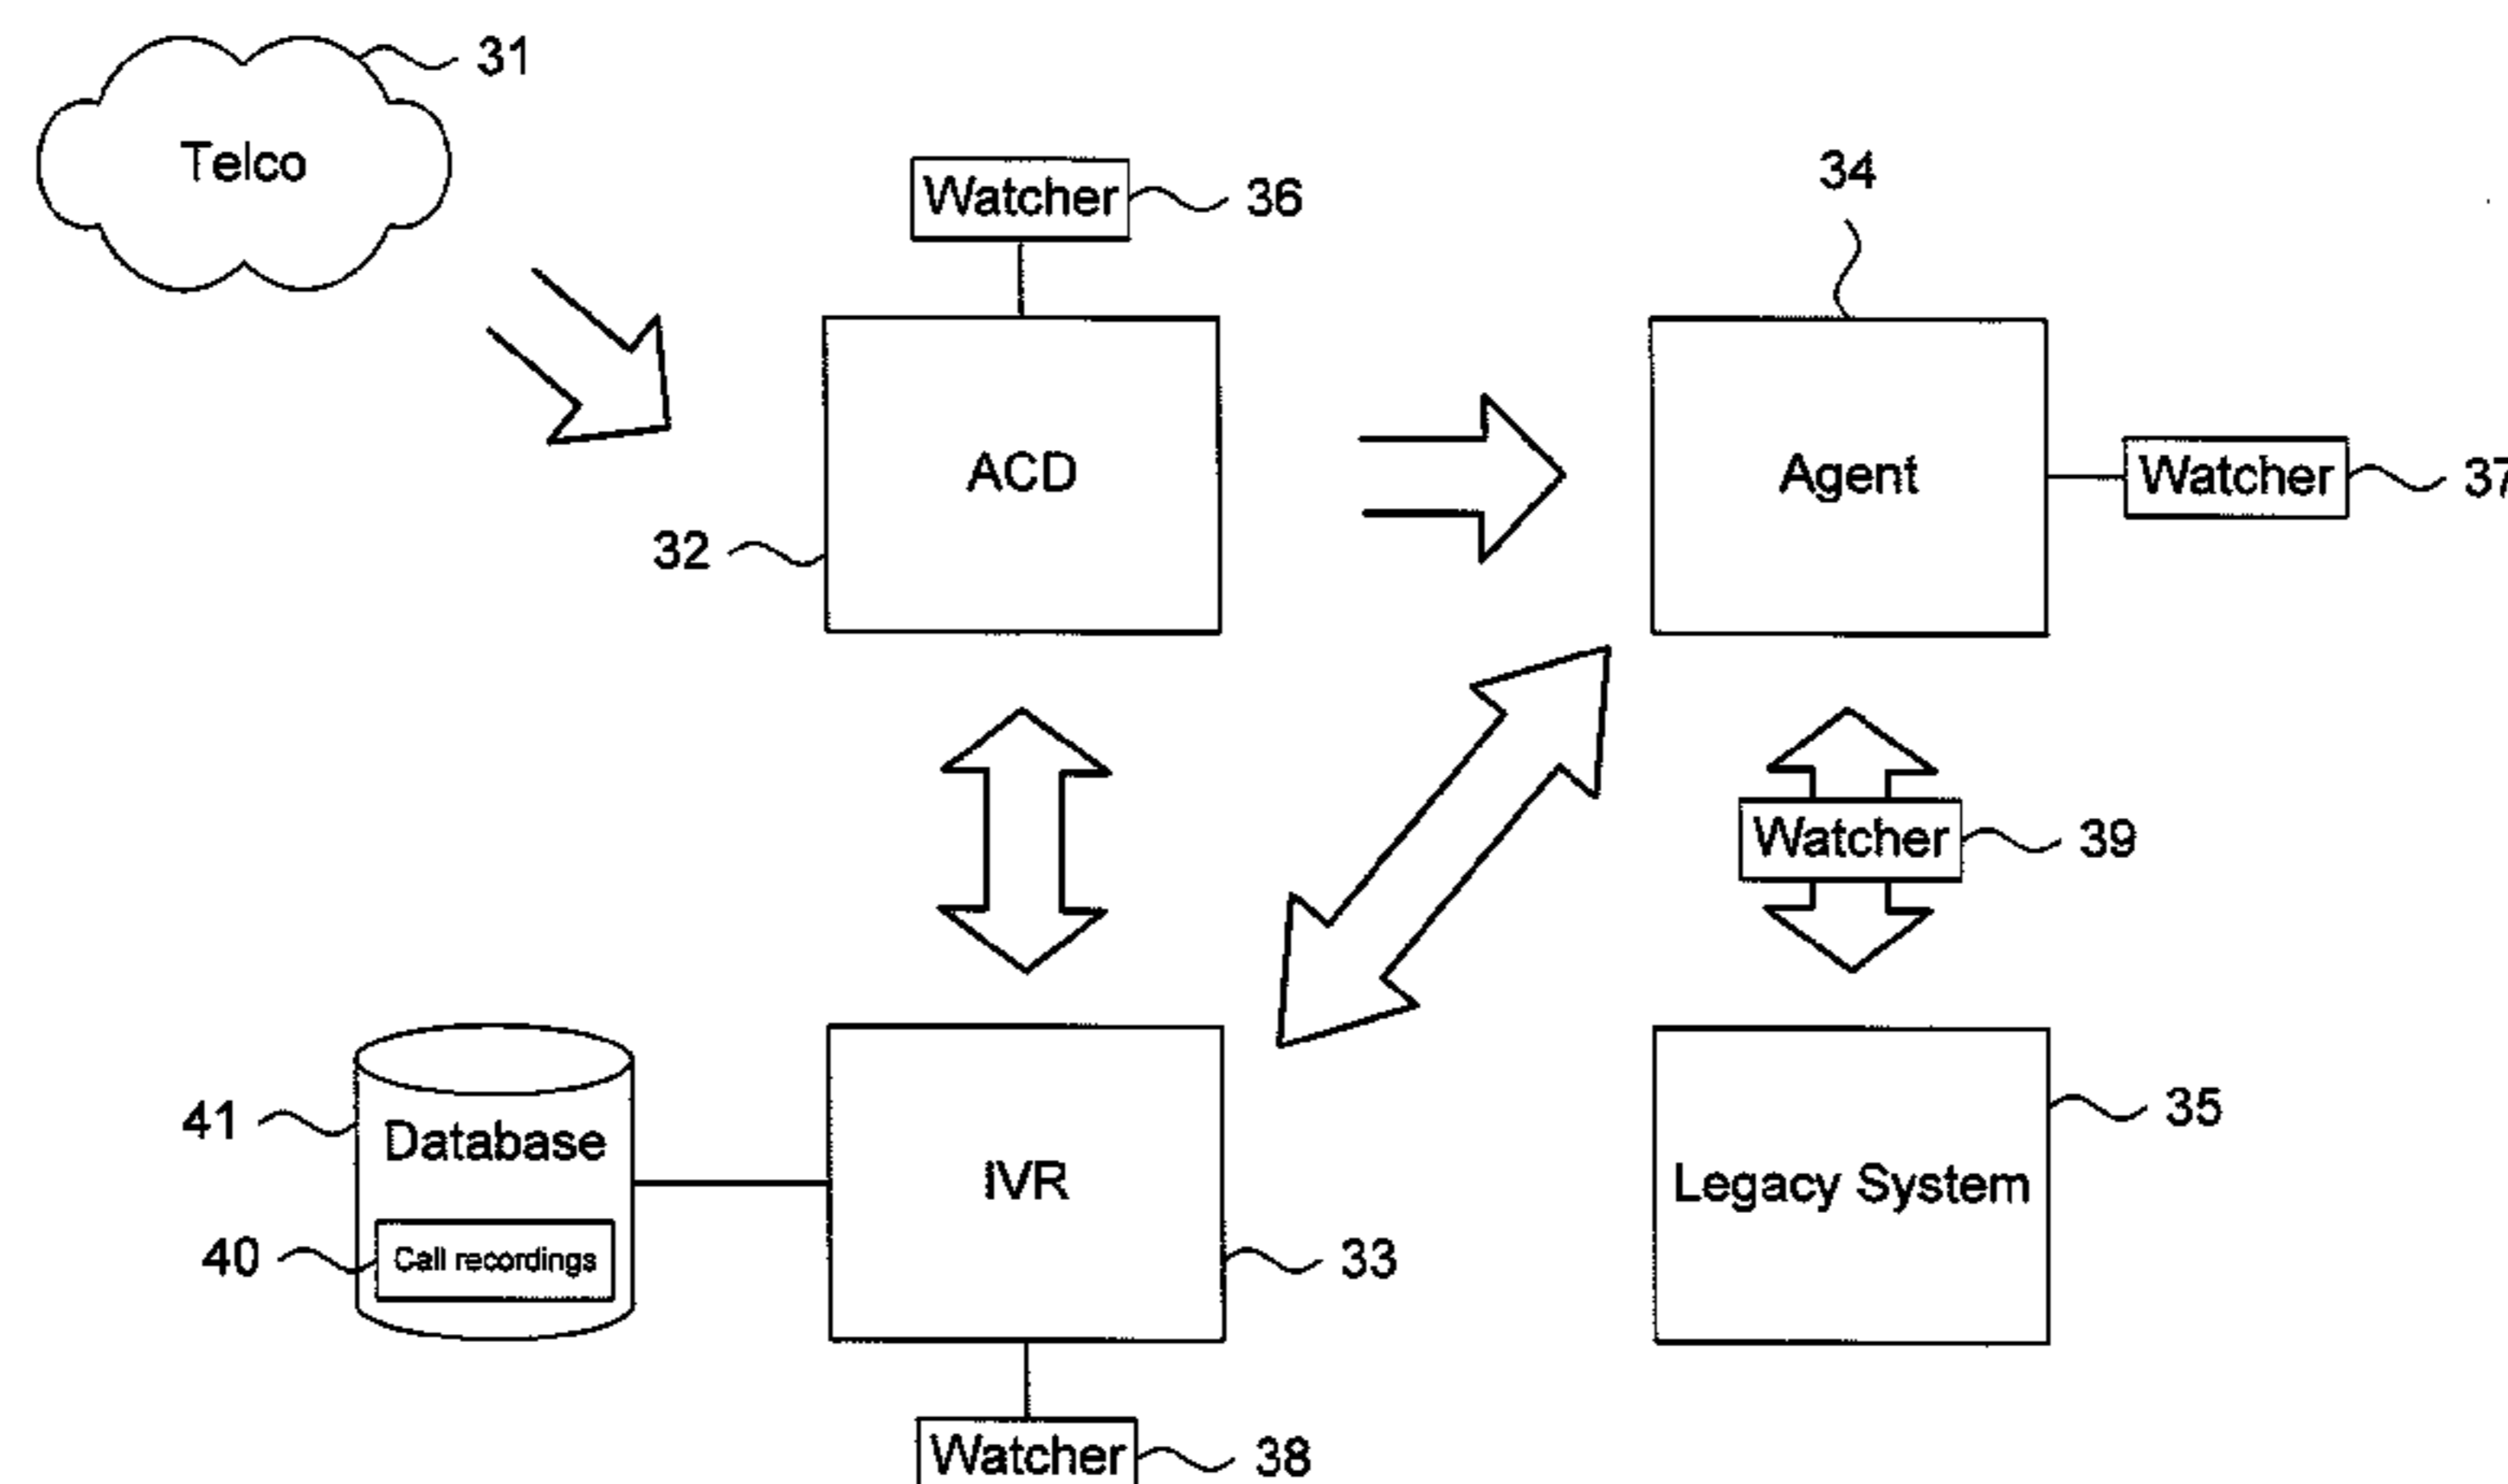 31
Telco
Watcher
36
34
ACD
Agent
Watcher
37
32
Watcher
39
41
Database
IVR
35
Legacy System
40
Call recordings
33
Watcher
38